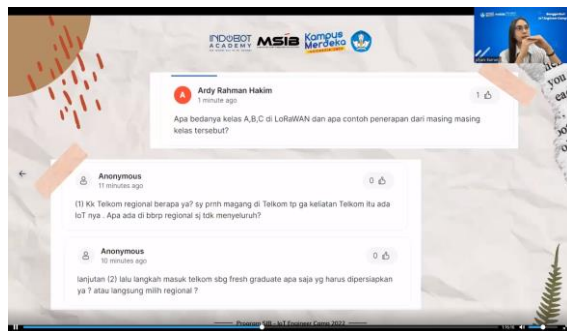 INDOBOT
ACADEMY
MSIB
Kampus
Merdeka
A
Ardy Rahman Hakim
1 minute ago
1
Apa bedanya kelas A,B,C di LoRaWAN dan apa contoh penerapan dari masing masing
kelas tersebut?
Anonymous
11 minutes ago
0
(1) Kk Telkom regional berapa ya? sy prnh magang di Telkom tp ga keliatan Telkom itu ada
IoT nya . Apa ada di bbrp regional sj tdk menyeluruh?
Anonymous
10 minutes ago
0
lanjutan (2) lalu langkah masuk telkom sbg fresh graduate apa saja yg harus dipersiapkan
ya ? atau langsung milih regional ?
Program SIB - IoT Engineer Camp 2022
you